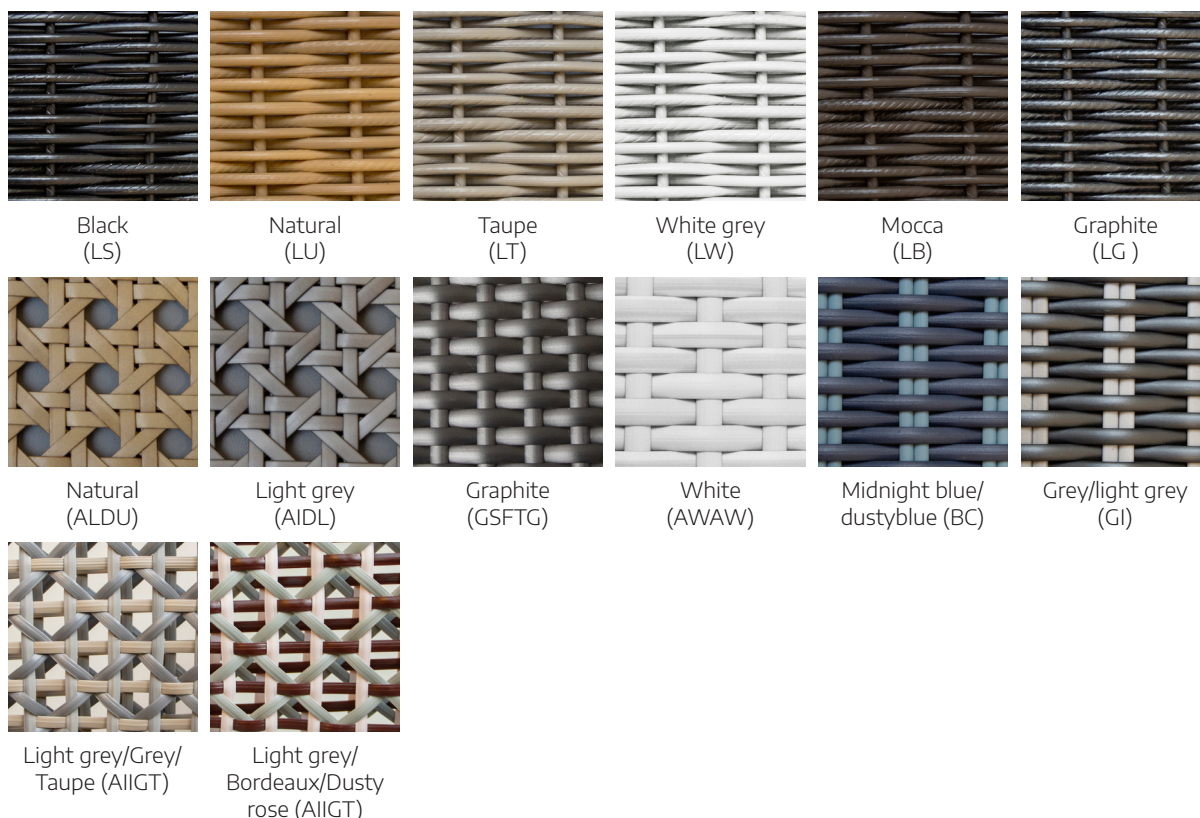 Black
(LS)
Natural
(LU)
Taupe
(LT)
White grey
(LW)
Mocca
(LB)
Graphite
(LG )
Natural
(ALDU)
Light grey
(AIDL)
Graphite
(GSFTG)
White
(AWAW)
Midnight blue/
dustyblue (BC)
Grey/light grey
(GI)
Light grey/Grey/
Taupe (AIIGT)
Light grey/
Bordeaux/Dusty
rose (AIIGT)